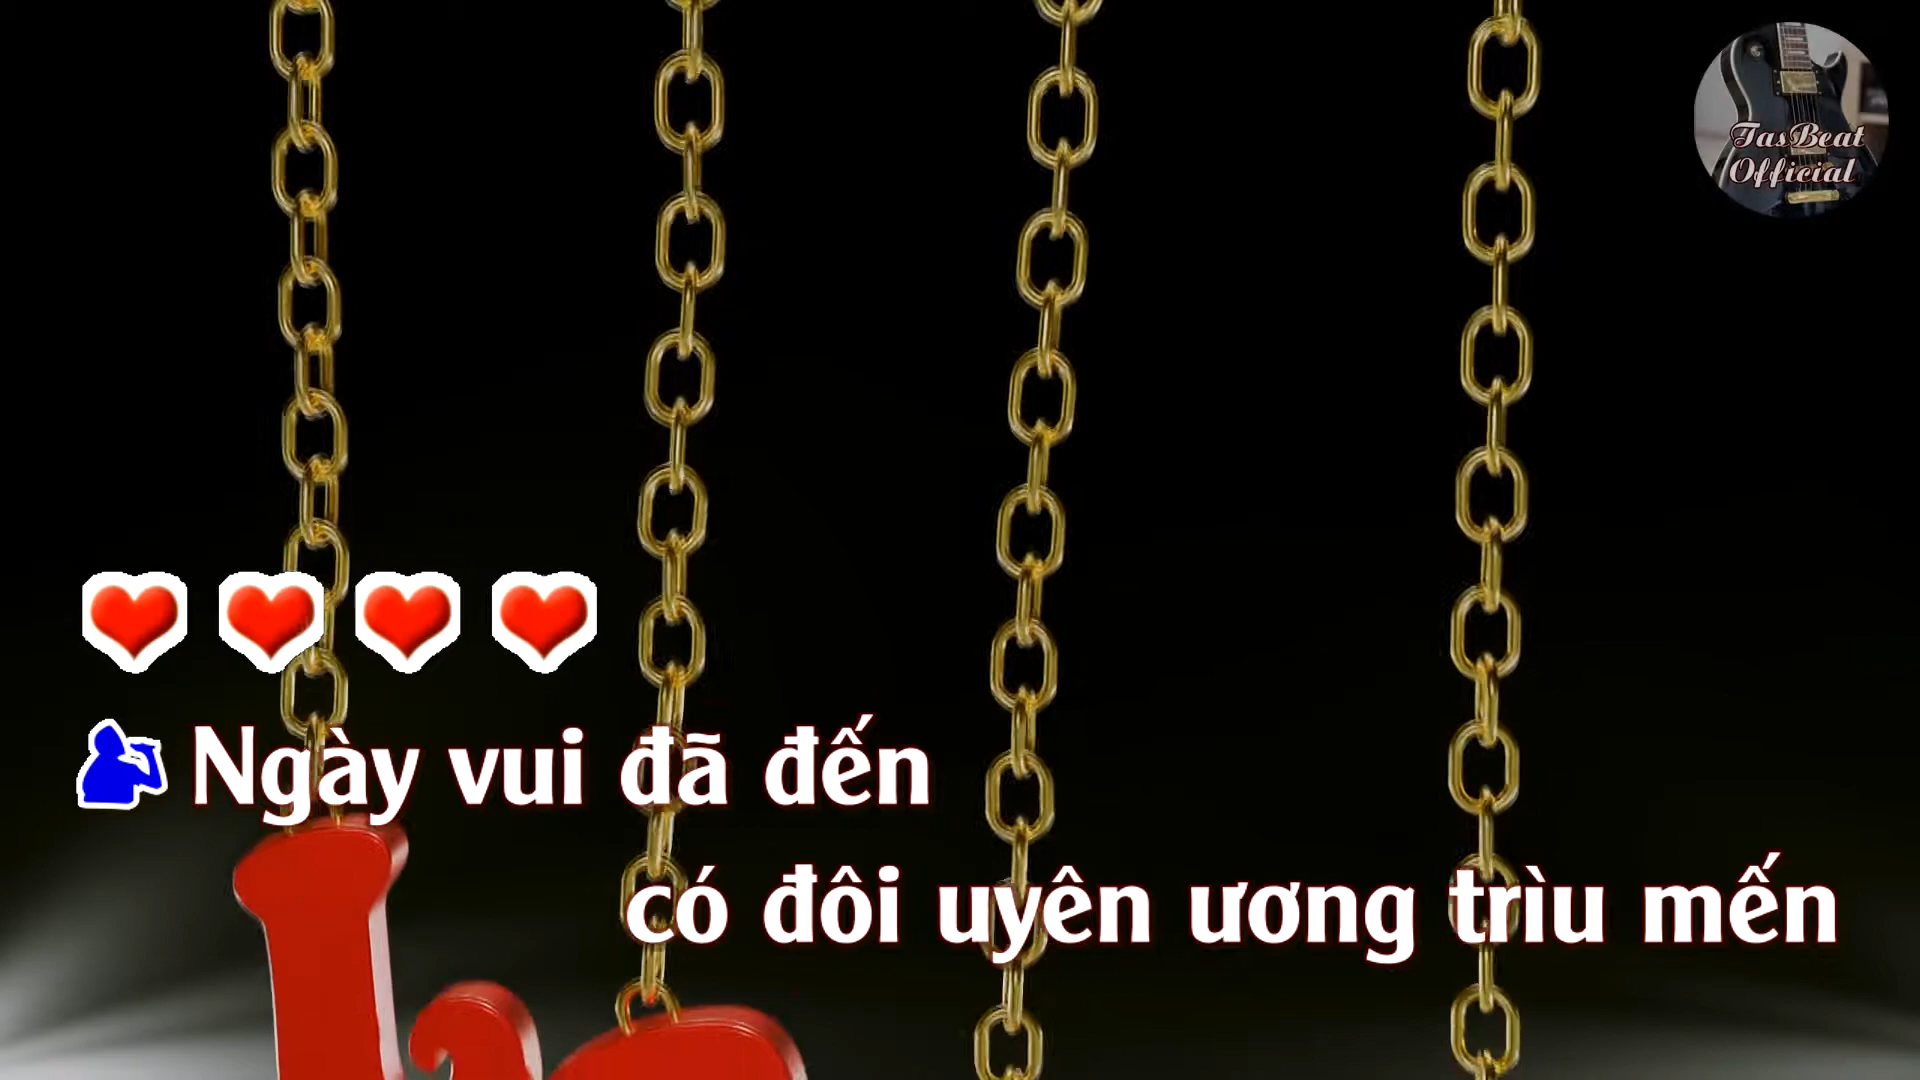 TasBeat
Official
Ngày vui đã đến
có đôi uyên ương trìu mến